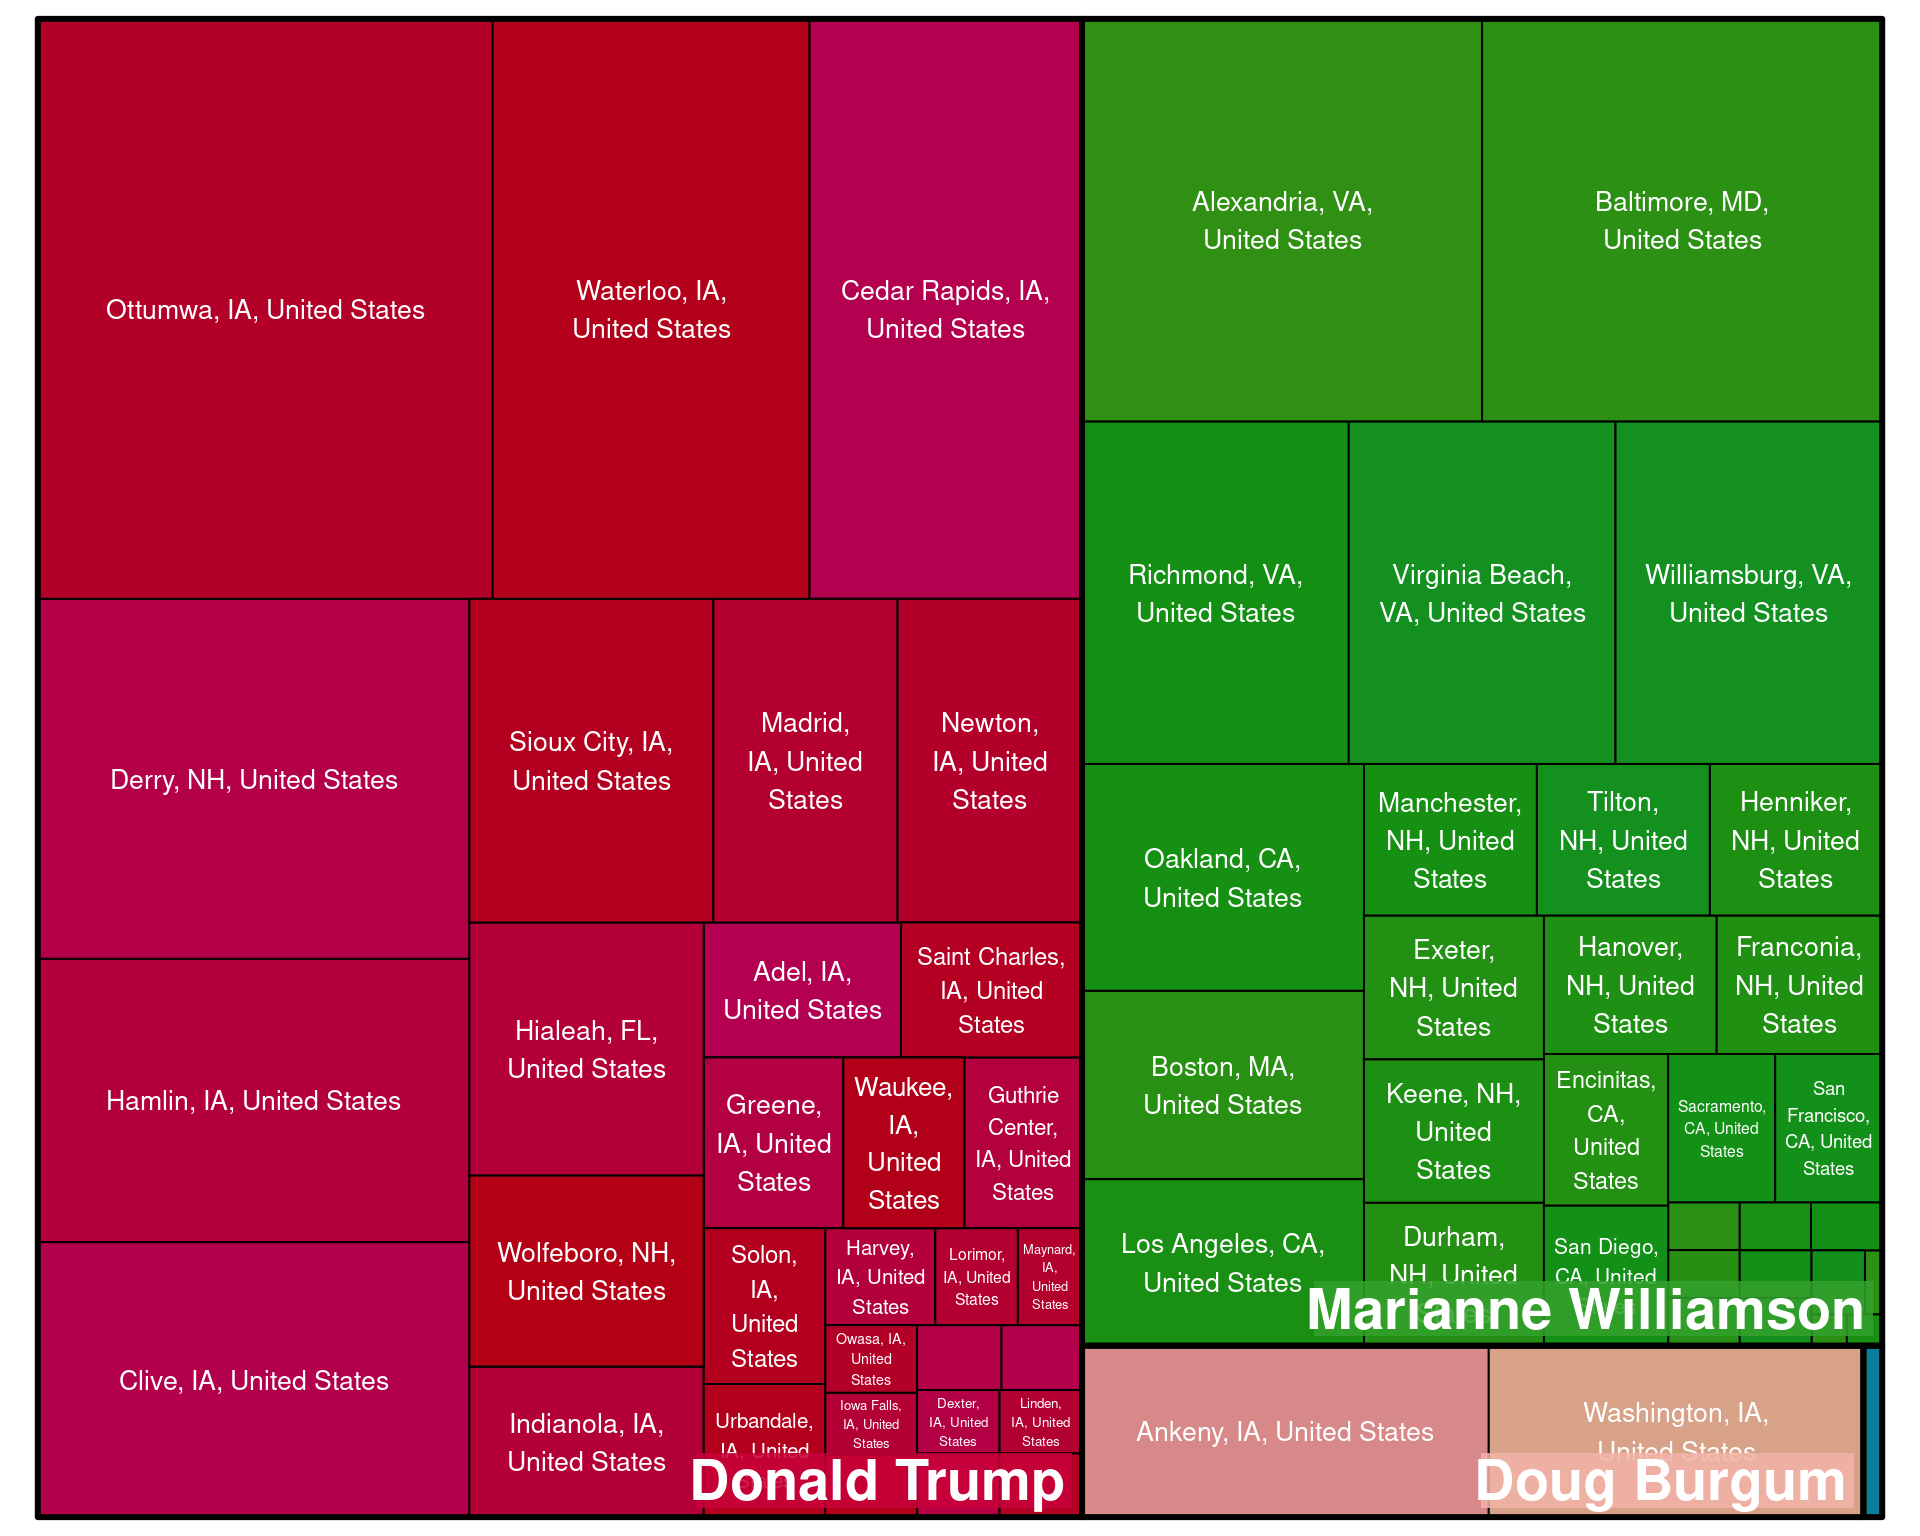 Ottumwa, IA, United States
Waterloo, IA,
United States
Cedar Rapids, IA,
United States
Derry, NH, United States
Hamlin, IA, United States
Clive, IA, United States
Sioux City, IA,
United States
Madrid,
IA, United
States
Newton,
IA, United
States
Hialeah, FL,
United States
Wolfeboro, NH,
United States
Indianola, IA,
United States
Adel, IA,
United States
Saint Charles,
IA, United
States
Greene,
IA, United
States
Waukee,
IA,
United
States
Guthrie
Center,
IA, United
States
Solon,
IA,
United
States
Urbandale,
IA, United
Harvey,
IA, United
States
Lorimor,
IA, United
States
Maynard,
IA,
United
States
Owasa, IA,
United
States
Iowa Falls,
IA, United
States
Dexter,
IA, United
States
Linden,
IA, United
States
Donald Trump
Alexandria, VA,
United States
Baltimore, MD,
United States
Richmond, VA,
United States
Virginia Beach,
VA, United States
Williamsburg, VA,
United States
Oakland, CA,
United States
Boston, MA,
United States
Los Angeles, CA,
United States
Manchester,
NH, United
States
Tilton,
NH, United
States
Henniker,
NH, United
States
Exeter,
NH, United
States
Hanover,
NH, United
States
Franconia,
NH, United
States
Keene, NH,
United
States
Durham,
NH, United
Encinitas,
CA,
United
States
Sacramento,
CA, United
States
San
Francisco,
CA, United
States
San Diego,
CA, United
Marianne Williamson
Ankeny, IA, United States
Washington, IA,
United States
Doug Burgum